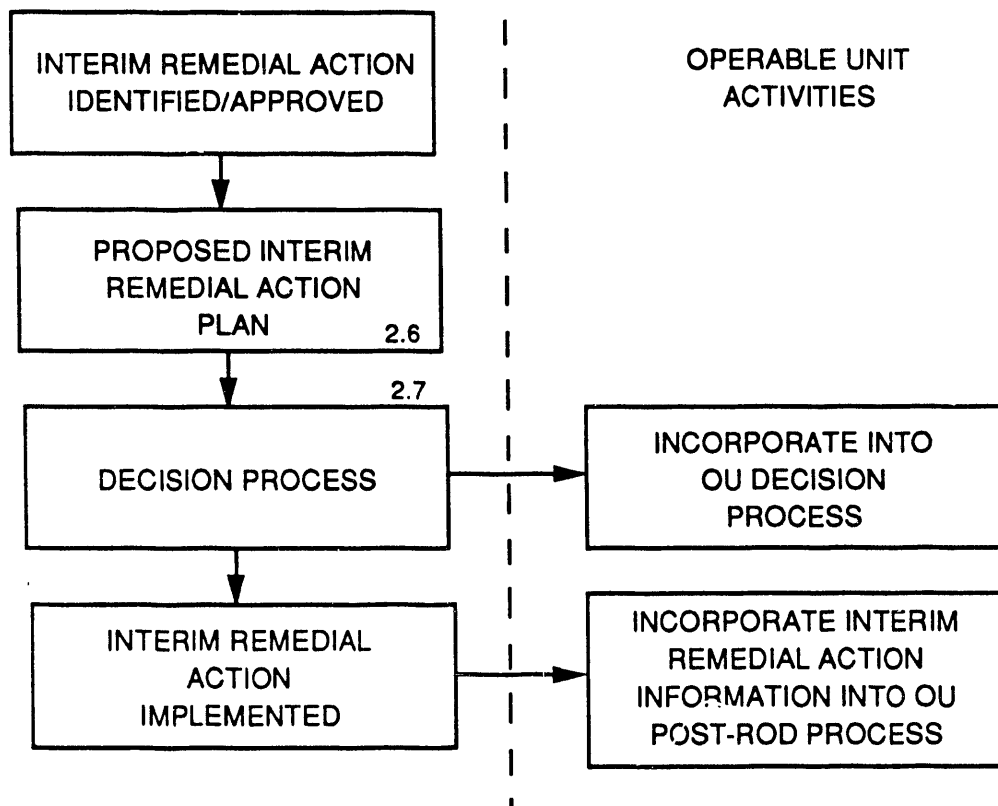 INTERIM REMEDIAL ACTION
IDENTIFIED/APPROVED
OPERABLE UNIT
ACTIVITIES
PROPOSED INTERIM
REMEDIAL ACTION
PLAN
2.6
2.7
DECISION PROCESS
INCORPORATE INTO
OU DECISION
PROCESS
INTERIM REMEDIAL
ACTION
IMPLEMENTED
INCORPORATE INTERIM
REMEDIAL ACTION
INFORMATION INTO OU
POST-ROD PROCESS